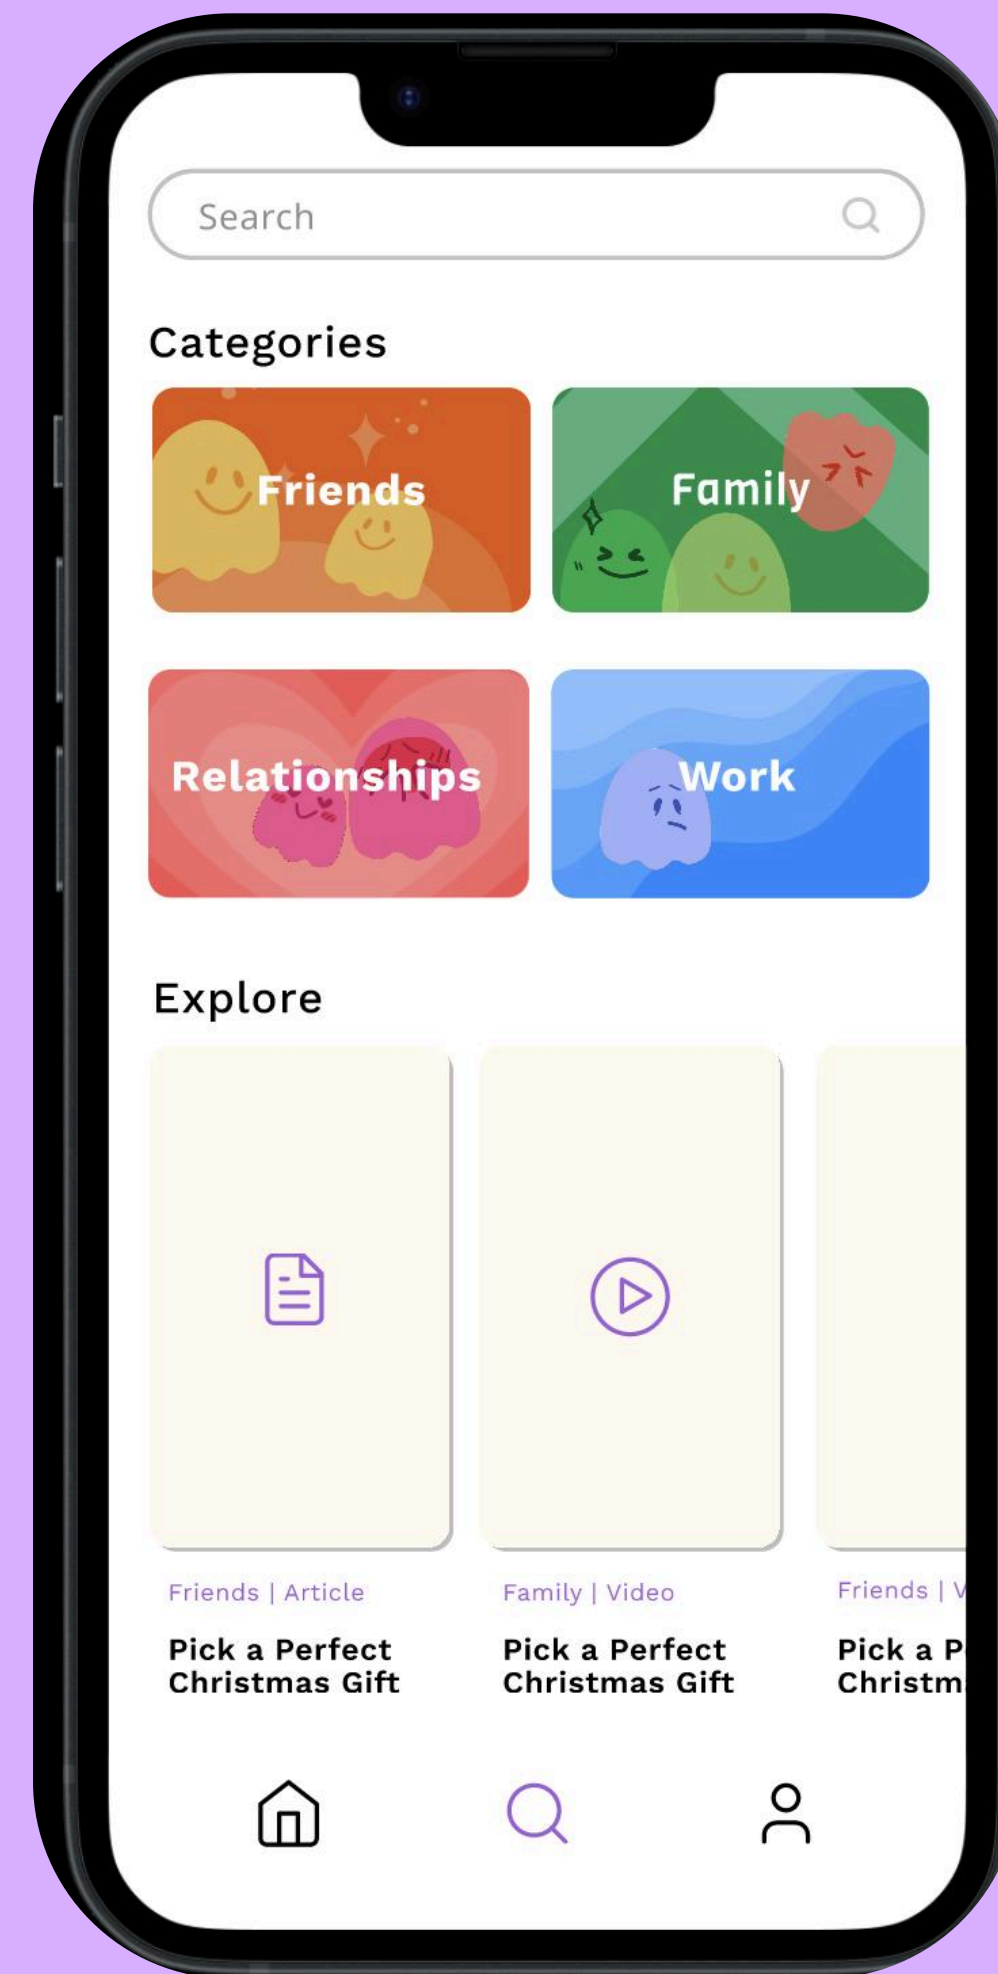 Search
Categories
Friends
Family
Relationships
Work
Explore
Friends | Article
Family | Video
Friends |
Pick a Perfect
Christmas Gift
Pick a Perfect
Christmas Gift
Pick a